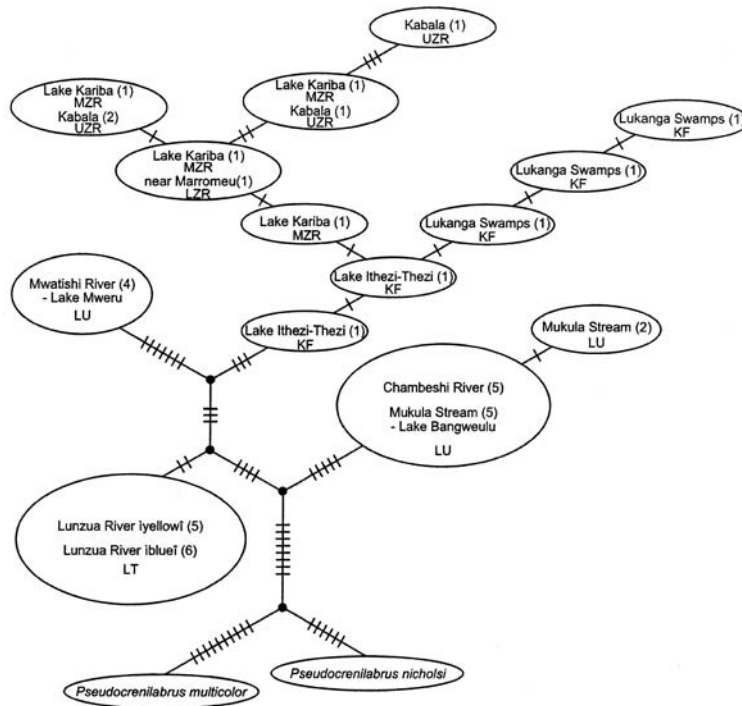 Kabala (1)
UZR
Lake Kariba (1)
MZR
Kabala (2)
UZR
Lake Kariba (1)
MZR
Kabala (1)
UZR
Lukanga Swamps (1)
KF
Lake Kariba (1)
MZR
near Marromeu(1)
LZR
Lukanga Swamps (1)
KF
Lake Kariba (1)
MZR
Lukanga Swamps (1)
KF
Lake Ithezi-Thezi (1)
KF
Mwatishi River (4)
- Lake Mweru
LU
Lake Ithezi-Thezi (1)
KF
Mukula Stream (2)
LU
Chambeshi River (5)
Mukula Stream (5)
- Lake Bangweulu
LU
Lunzua River ìyellowî (5)
Lunzua River ìblueî (6)
LT
Pseudocrenilabrus multicolor
Pseudocrenilabrus nicholsi